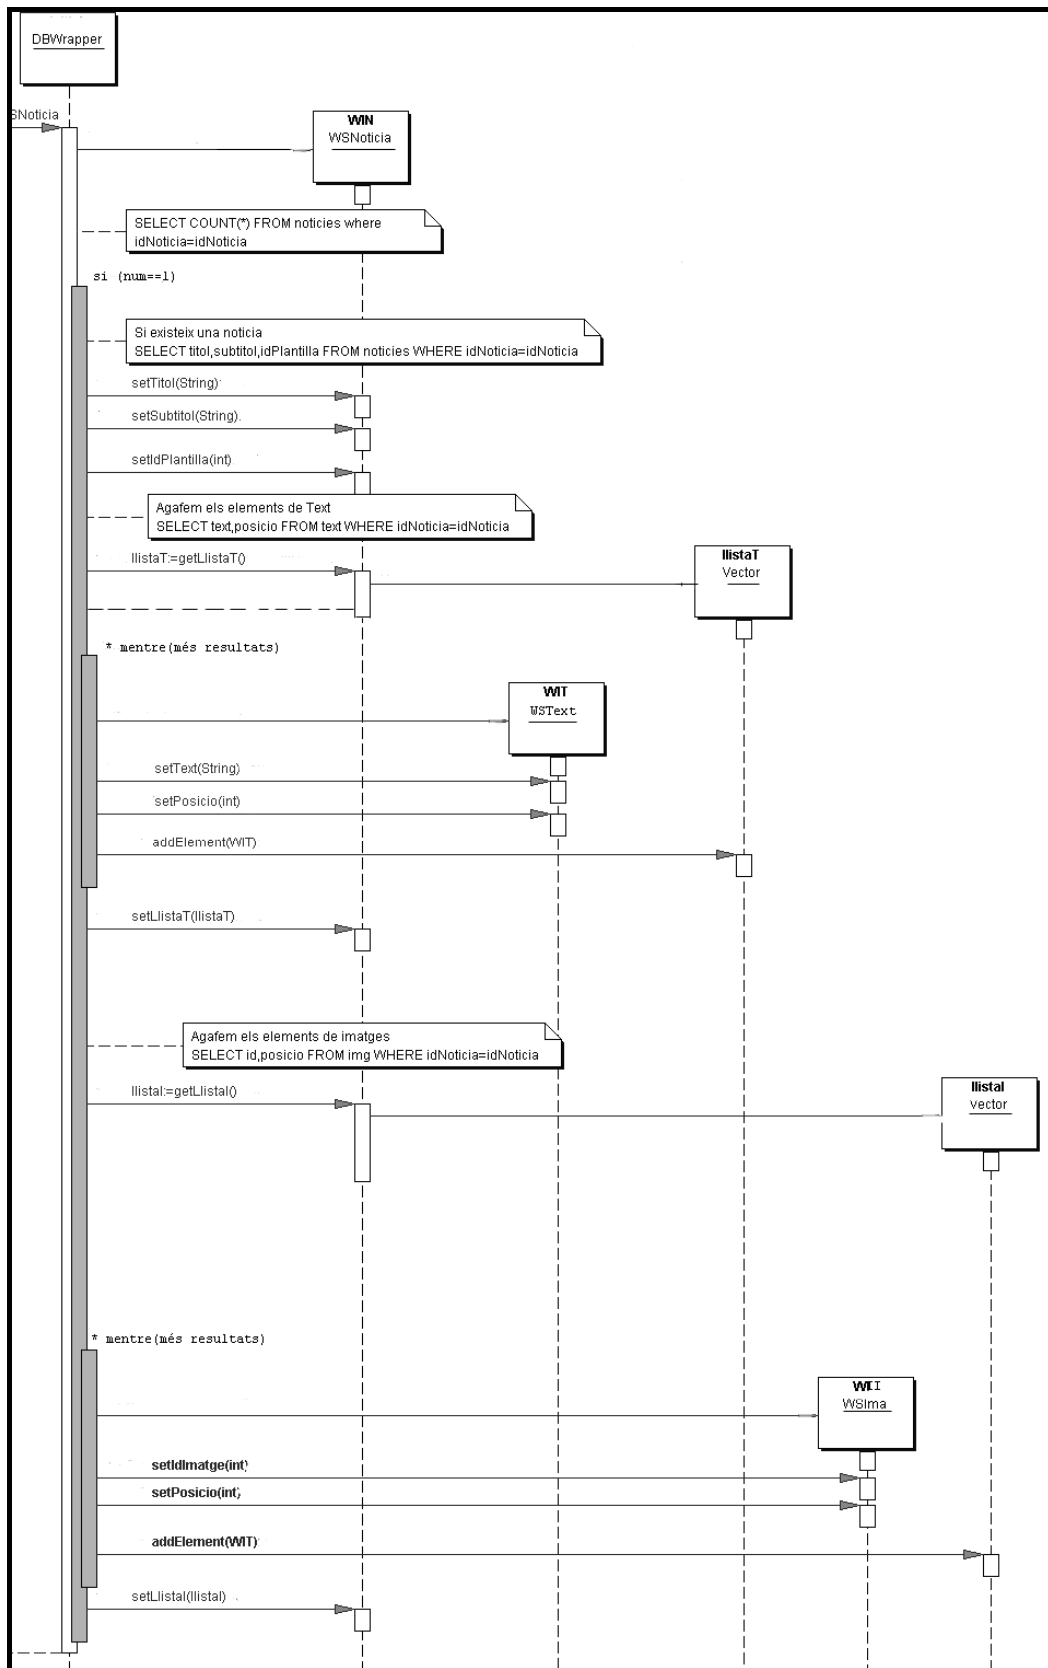 DBWrapper
SNoticia
WIN
WSNoticia
SELECT COUNT(*) FROM noticies where
idNoticia=idNoticia
si (num==1)
Si existeix una noticia
SELECT titol,subtitol,idPlantilla FROM noticies WHERE idNoticia=idNoticia
setTitol(String)
setSubtitol(String)
setIdPlantilla(int)
Agafem els elements de Text
SELECT text,posicio FROM text WHERE idNoticia=idNoticia
llistaT:=getLlistaT()
llistaT
Vector
* mentre(més resultats)
WIT
WSText
setText(String)
setPosicio(int)
addElement(WIT)
setLlistaT(llistaT)
Agafem els elements de imatges
SELECT id,posicio FROM img WHERE idNoticia=idNoticia
llistaI:=getLlistaI()
llistaI
vector
* mentre(més resultats)
WSIma
setIdImatge(int)
setPosicio(int)
addElement(WIT)
setLlistaI(llistaI)